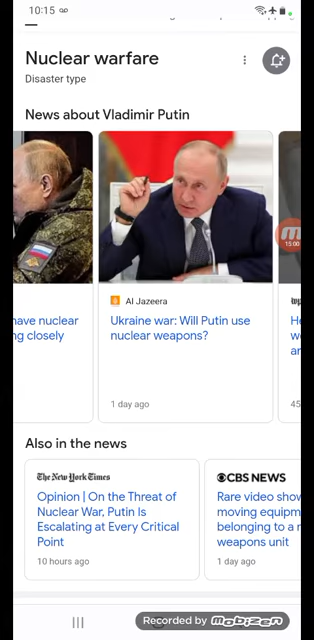 10:15
Nuclear warfare
Disaster type
News about Vladimir Putin
15:00
Al Jazeera
have nuclear
closely
Ukraine war: Will Putin use
nuclear weapons?
1 day ago
45
Also in the news
The New York Times
Opinion | On the Threat of
Nuclear War, Putin Is
Escalating at Every Critical
Point
10 hours ago
CBS NEWS
Rare video show
moving equipm
belonging to a r
weapons unit
1 day ago
Recorded by mobizen